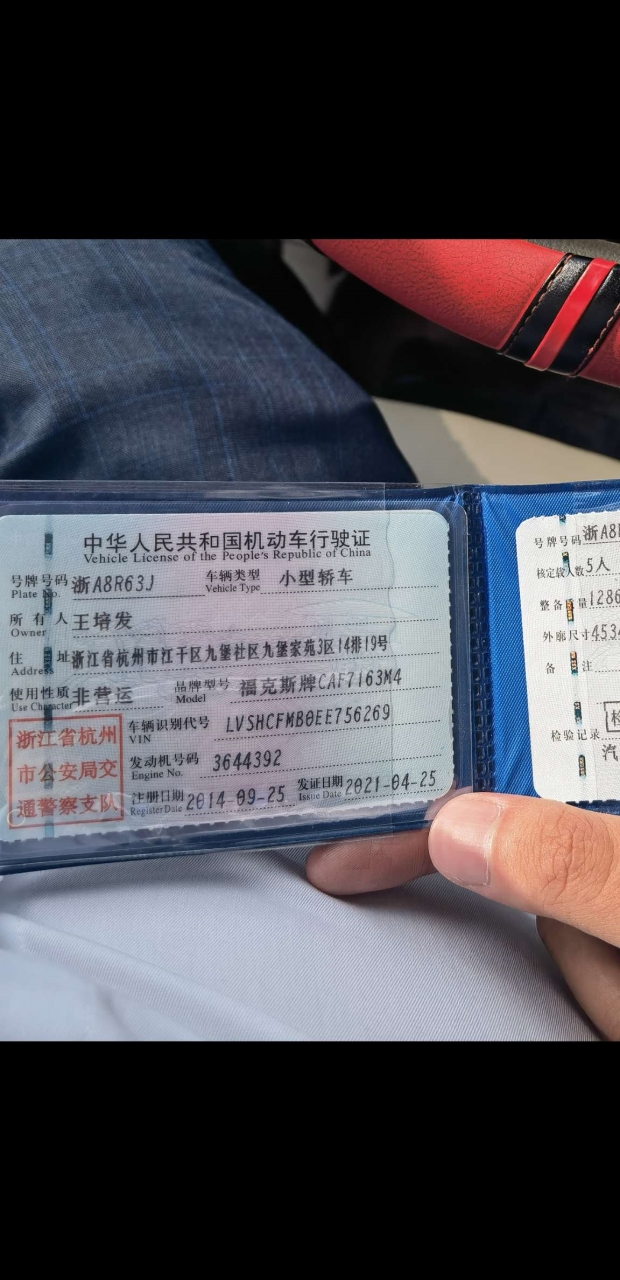 中华人民共和国机动车行驶证
Vehicle License of the People's Republic of China
号牌号码 浙A8R63J 车辆类型 小型轿车
Plate No. Vehicle Type
所有人 王培发
Owner
住址 浙江省杭州市江干区九堡社区九堡家苑3区14排19号
Address
使用性质 非营运 品牌型号 福克斯牌CAF7163M4
Use Character Model
浙江省杭州
市公安局交
通警察支队
车辆识别代号 LVSHCFMB0EE756269
VIN
发动机号码 3644392
Engine No.
注册日期 2014-09-25 发证日期 2021-04-25
Register Date Issue Date
号牌号码 浙A8
核定载人数 5人
整备 量 1286
外廓尺寸 453
备注
检验记录
汽